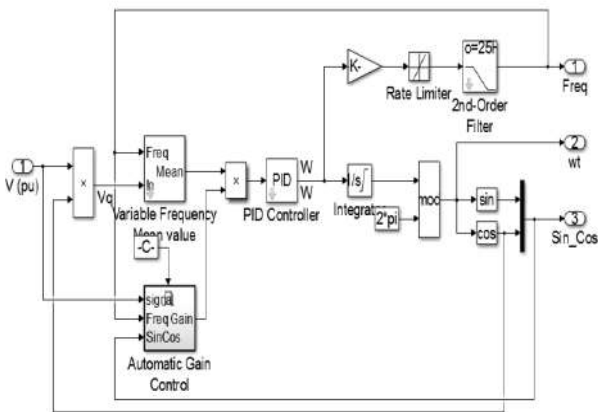 o=25H
K-
1
Rate Limiter
2nd-Order
Filter
Freq
2
wt
1
V (pu)
×
Vq
Freq
Mean
In
Variable Frequency
Mean value
×
PID
W
W
PID Controller
1/s
Integrator
2*pi
mod
sin
cos
3
Sin_Cos
-C-
signal
Freq
Gain
SinCos
Automatic Gain
Control